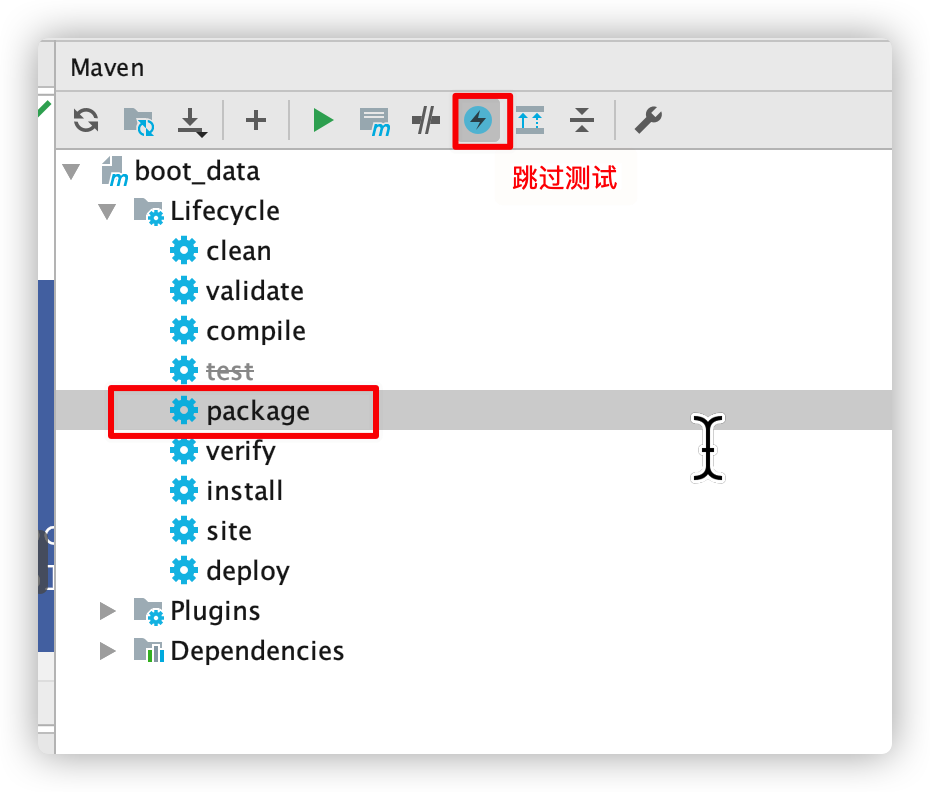 Maven
跳过测试
boot_data
Lifecycle
clean
validate
compile
test
package
verify
install
site
deploy
Plugins
Dependencies